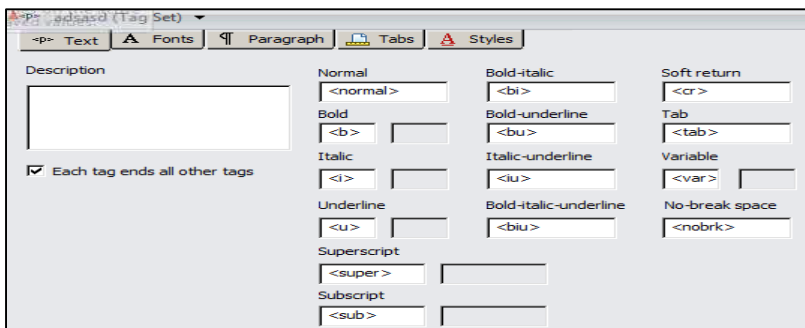 adsasd (Tag Set)
<p> Text A Fonts ¶ Paragraph Tabs A Styles
Description Normal Bold-italic Soft return
<normal> <bi> <cr>
Bold Bold-underline Tab
<b> <bu> <tab>
Italic Italic-underline Variable
Each tag ends all other tags
<i> <iu> <var>
Underline Bold-italic-underline No-break space
<u> <biu> <nobrk>
Superscript
<super>
Subscript
<sub>